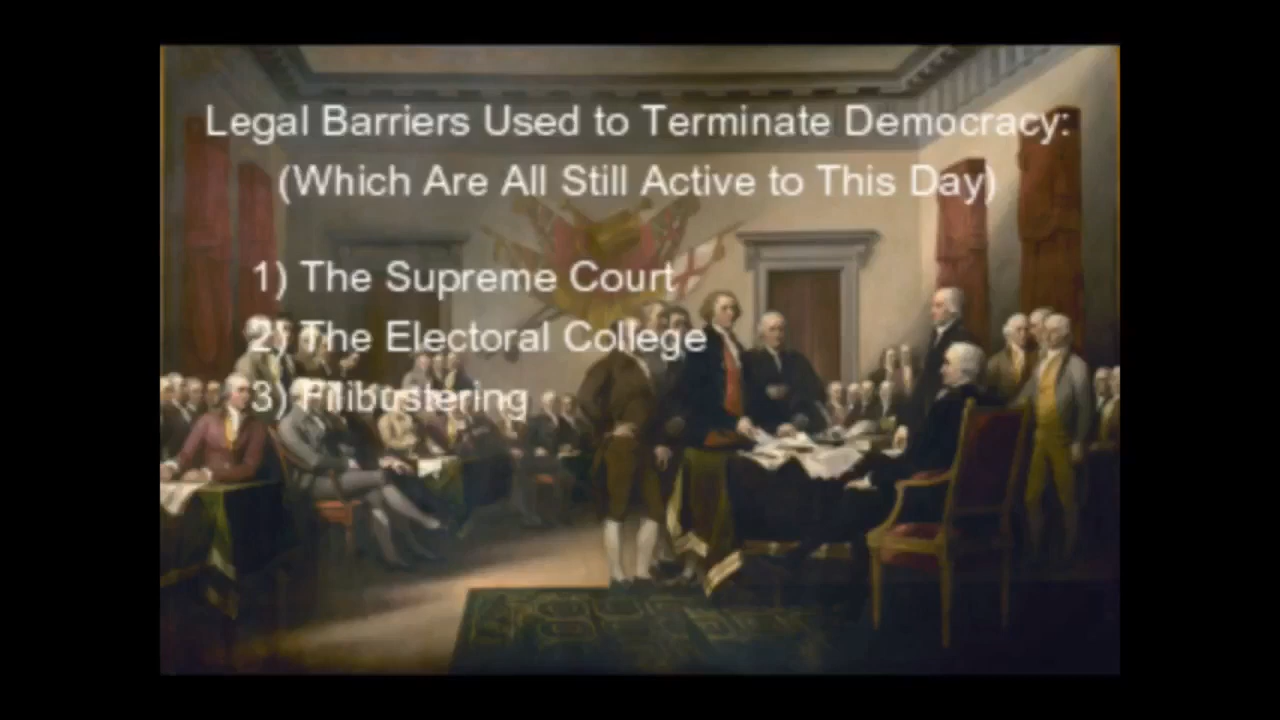 Legal Barriers Used to Terminate Democracy:
(Which Are All Still Active to This Day)
1) The Supreme Court
2) The Electoral College
3) Filibustering